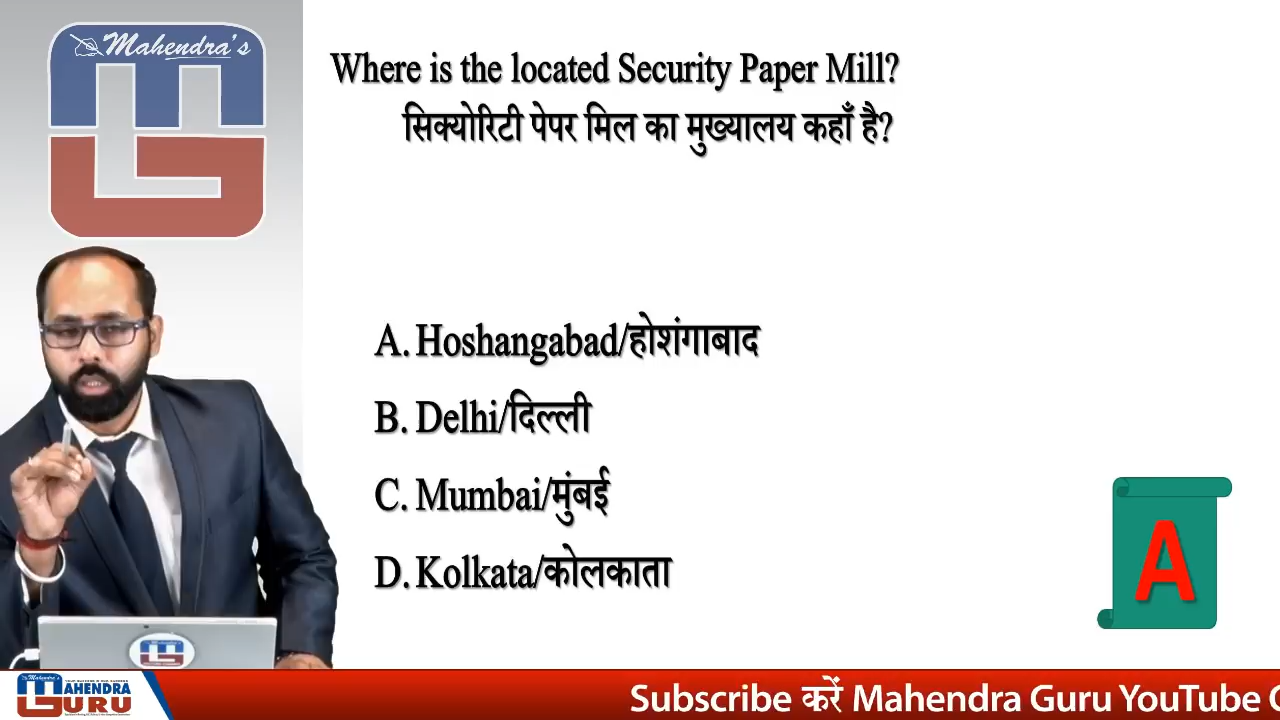 Mahendra's
Where is the located Security Paper Mill?
सिक्योरिटी पेपर मिल का मुख्यालय कहाँ है?
A. Hoshangabad/होशंगाबाद
B. Delhi/दिल्ली
C. Mumbai/मुंबई
D. Kolkata/कोलकाता
A
Mahendra's
MAHENDRA
GURU
Subscribe करें Mahendra Guru YouTube